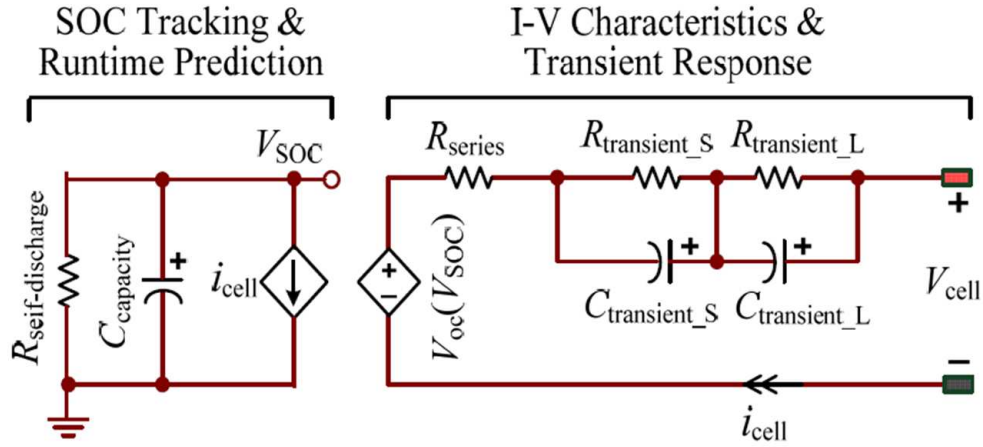 SOC Tracking &
Runtime Prediction
I-V Characteristics &
Transient Response
V_SOC
R_seif-discharge
C_capacity
+
i_cell
+
−
V_oc(V_SOC)
R_series
R_transient_S
R_transient_L
+
+
C_transient_S
C_transient_L
+
V_cell
−
i_cell